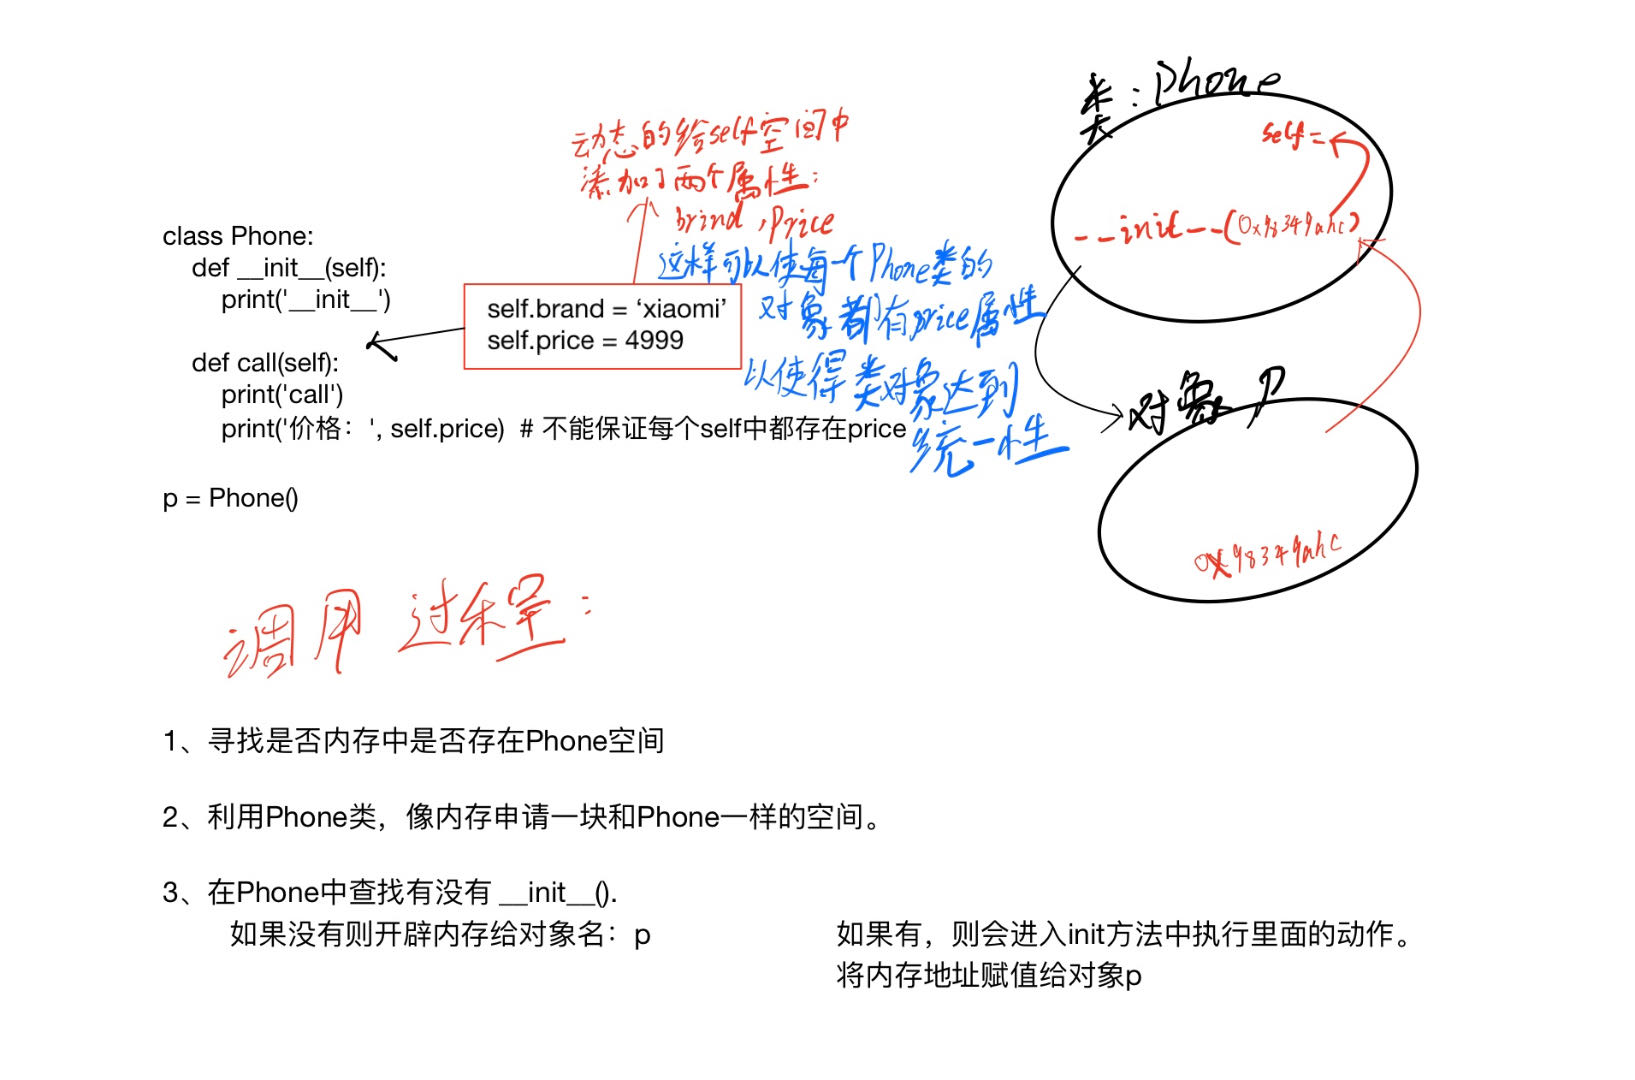 类：Phone
self=
__init__(0x98349ahc)
动态的给self空间中
添加了两个属性：
brind，Price
这样可以使每一个Phone类的
对象都有price属性
以使得类对象达到
统一性
class Phone:
def __init__(self):
print('__init__')
self.brand = ‘xiaomi’
self.price = 4999
def call(self):
print('call')
print('价格：', self.price)  # 不能保证每个self中都存在price
p = Phone()
对象 P
0x98349ahc
调用过程：
1、寻找是否内存中是否存在Phone空间
2、利用Phone类，像内存申请一块和Phone一样的空间。
3、在Phone中查找有没有 __init__().
如果没有则开辟内存给对象名：p
如果有，则会进入init方法中执行里面的动作。
将内存地址赋值给对象p